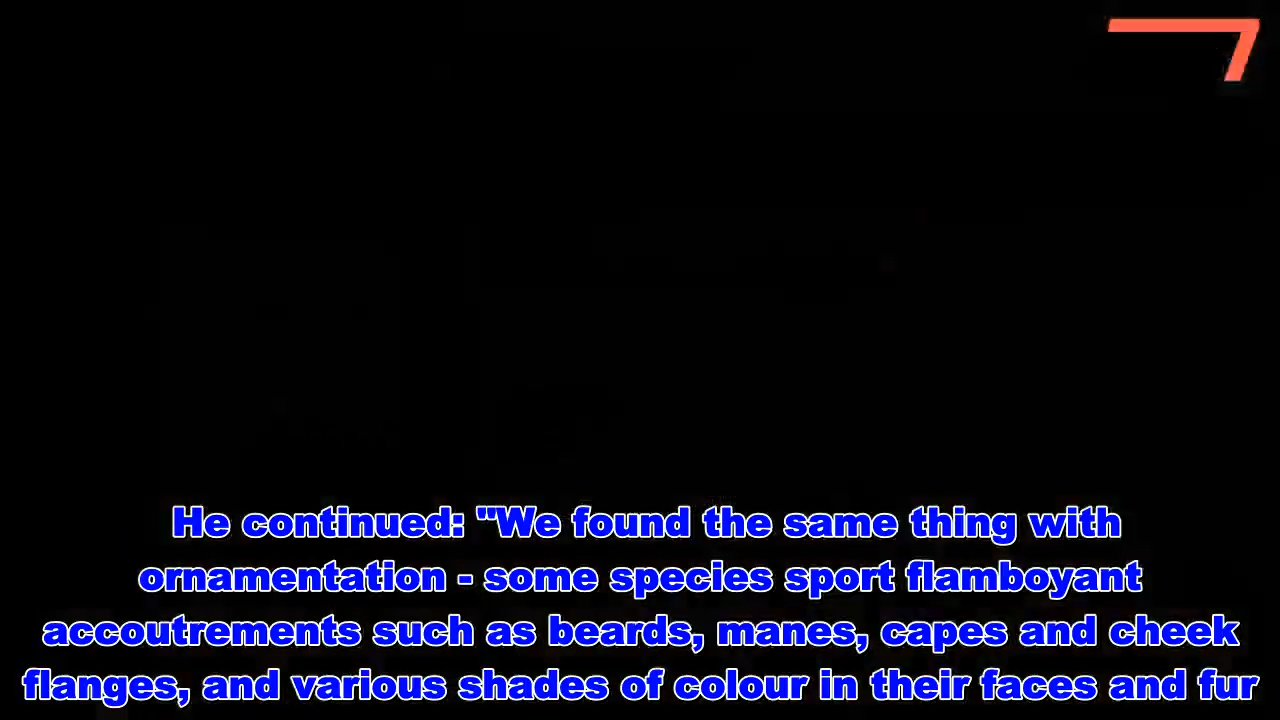 He continued: "We found the same thing with
ornamentation - some species sport flamboyant
accoutrements such as beards, manes, capes and cheek
flanges, and various shades of colour in their faces and fur